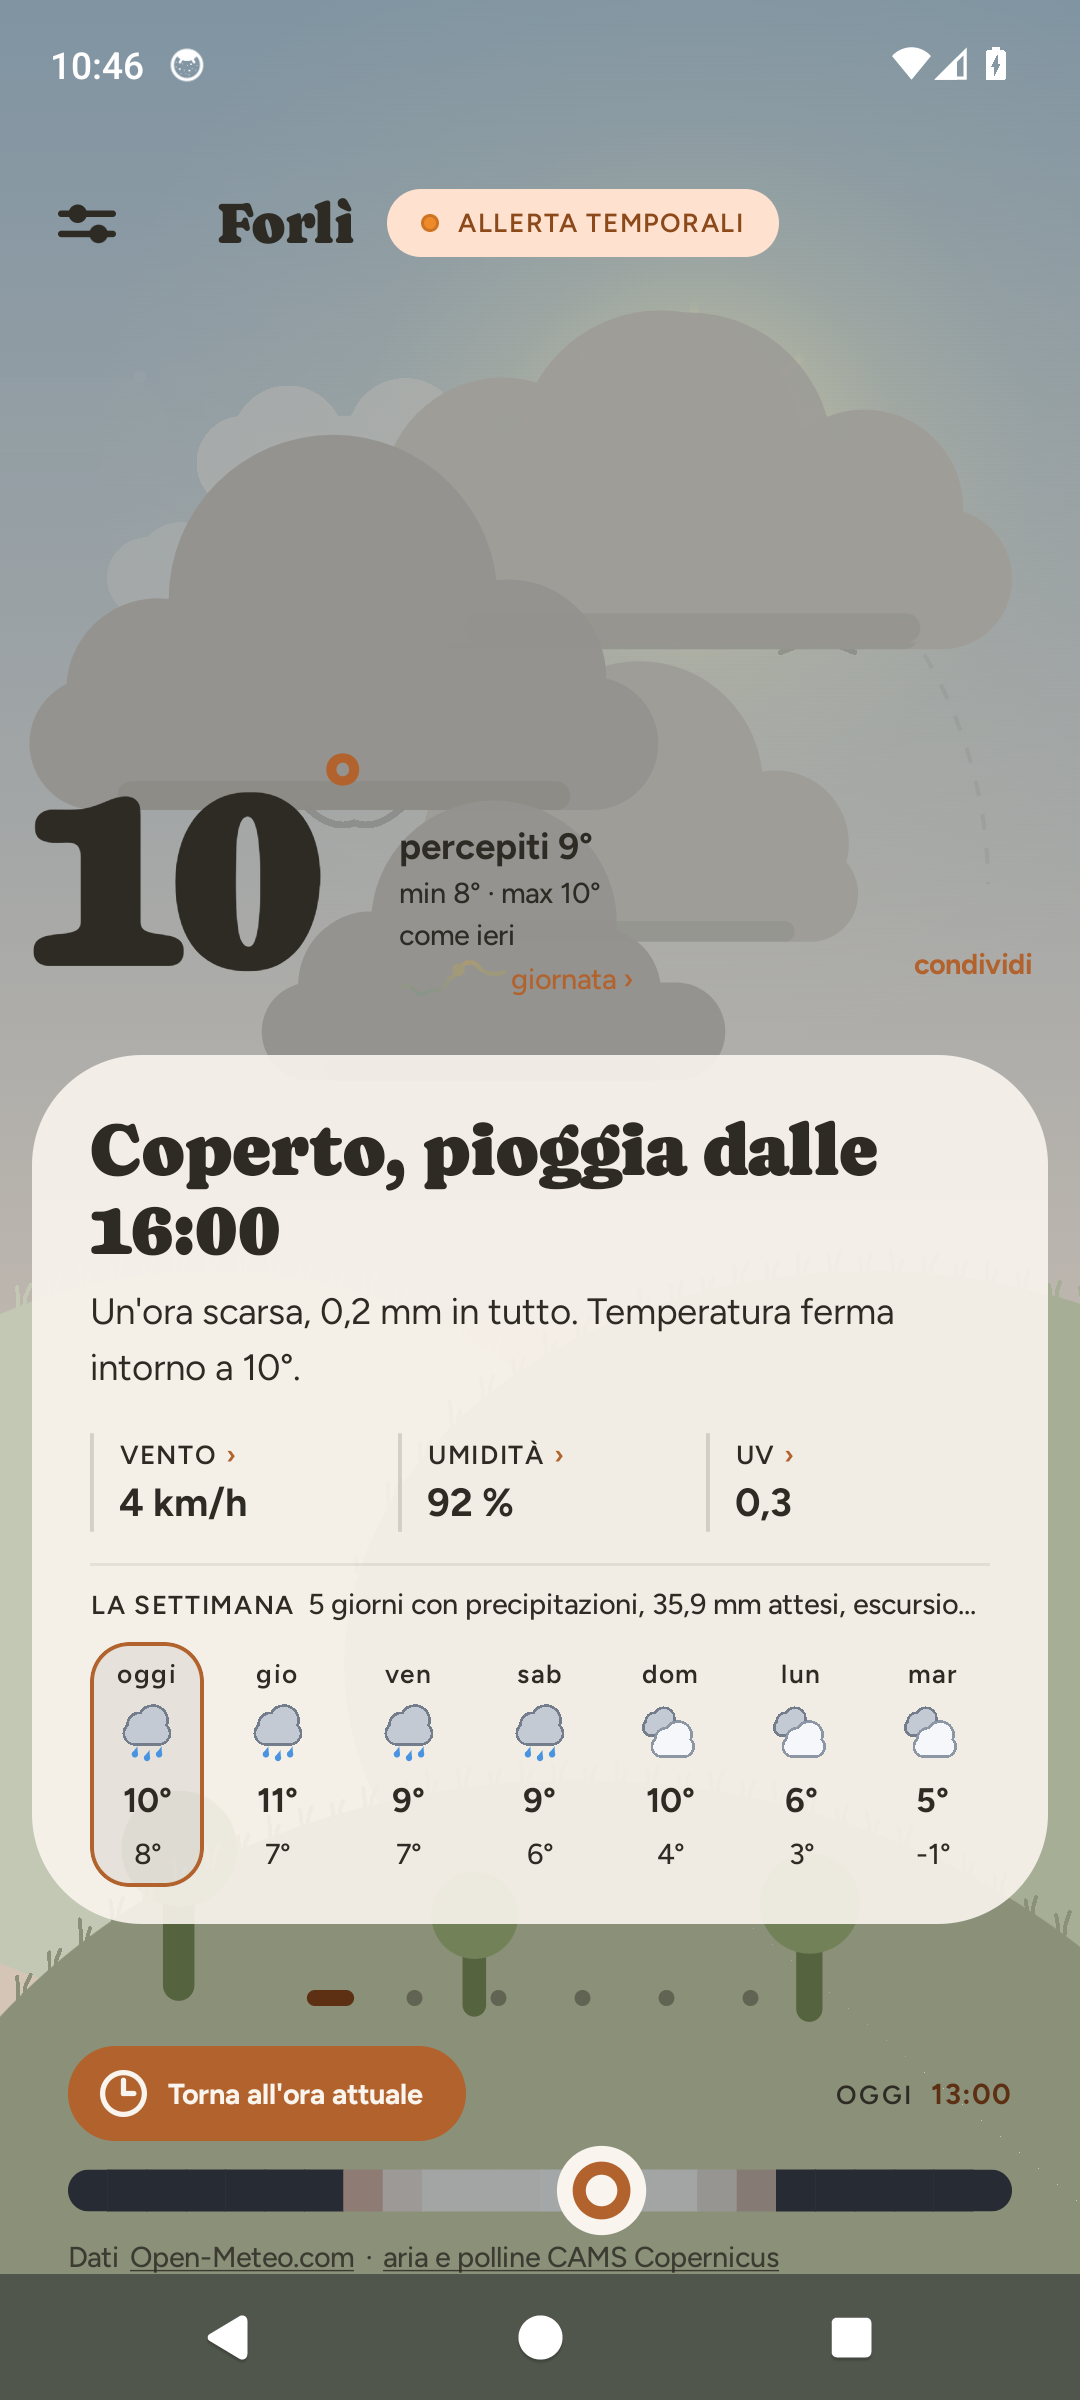 10:46
Forlì
ALLERTA TEMPORALI
10
percepiti 9°
min 8° · max 10°
come ieri
giornata ›
condividi
Coperto, pioggia dalle
16:00
Un'ora scarsa, 0,2 mm in tutto. Temperatura ferma
intorno a 10°.
VENTO › UMIDITÀ › UV ›
4 km/h 92 % 0,3
LA SETTIMANA 5 giorni con precipitazioni, 35,9 mm attesi, escursio...
oggi gio ven sab dom lun mar
10° 11° 9° 9° 10° 6° 5°
8° 7° 7° 6° 4° 3° -1°
Torna all'ora attuale
OGGI 13:00
Dati Open-Meteo.com · aria e polline CAMS Copernicus